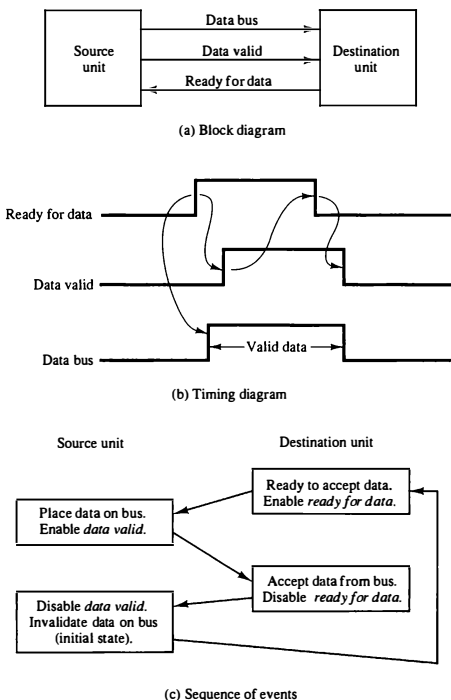 Data bus
Source
unit
Data valid
Destination
unit
Ready for data
(a) Block diagram
Ready for data
Data valid
Valid data
Data bus
(b) Timing diagram
Source unit
Destination unit
Ready to accept data.
Enable ready for data.
Place data on bus.
Enable data valid.
Accept data from bus.
Disable ready for data.
Disable data valid.
Invalidate data on bus
(initial state).
(c) Sequence of events